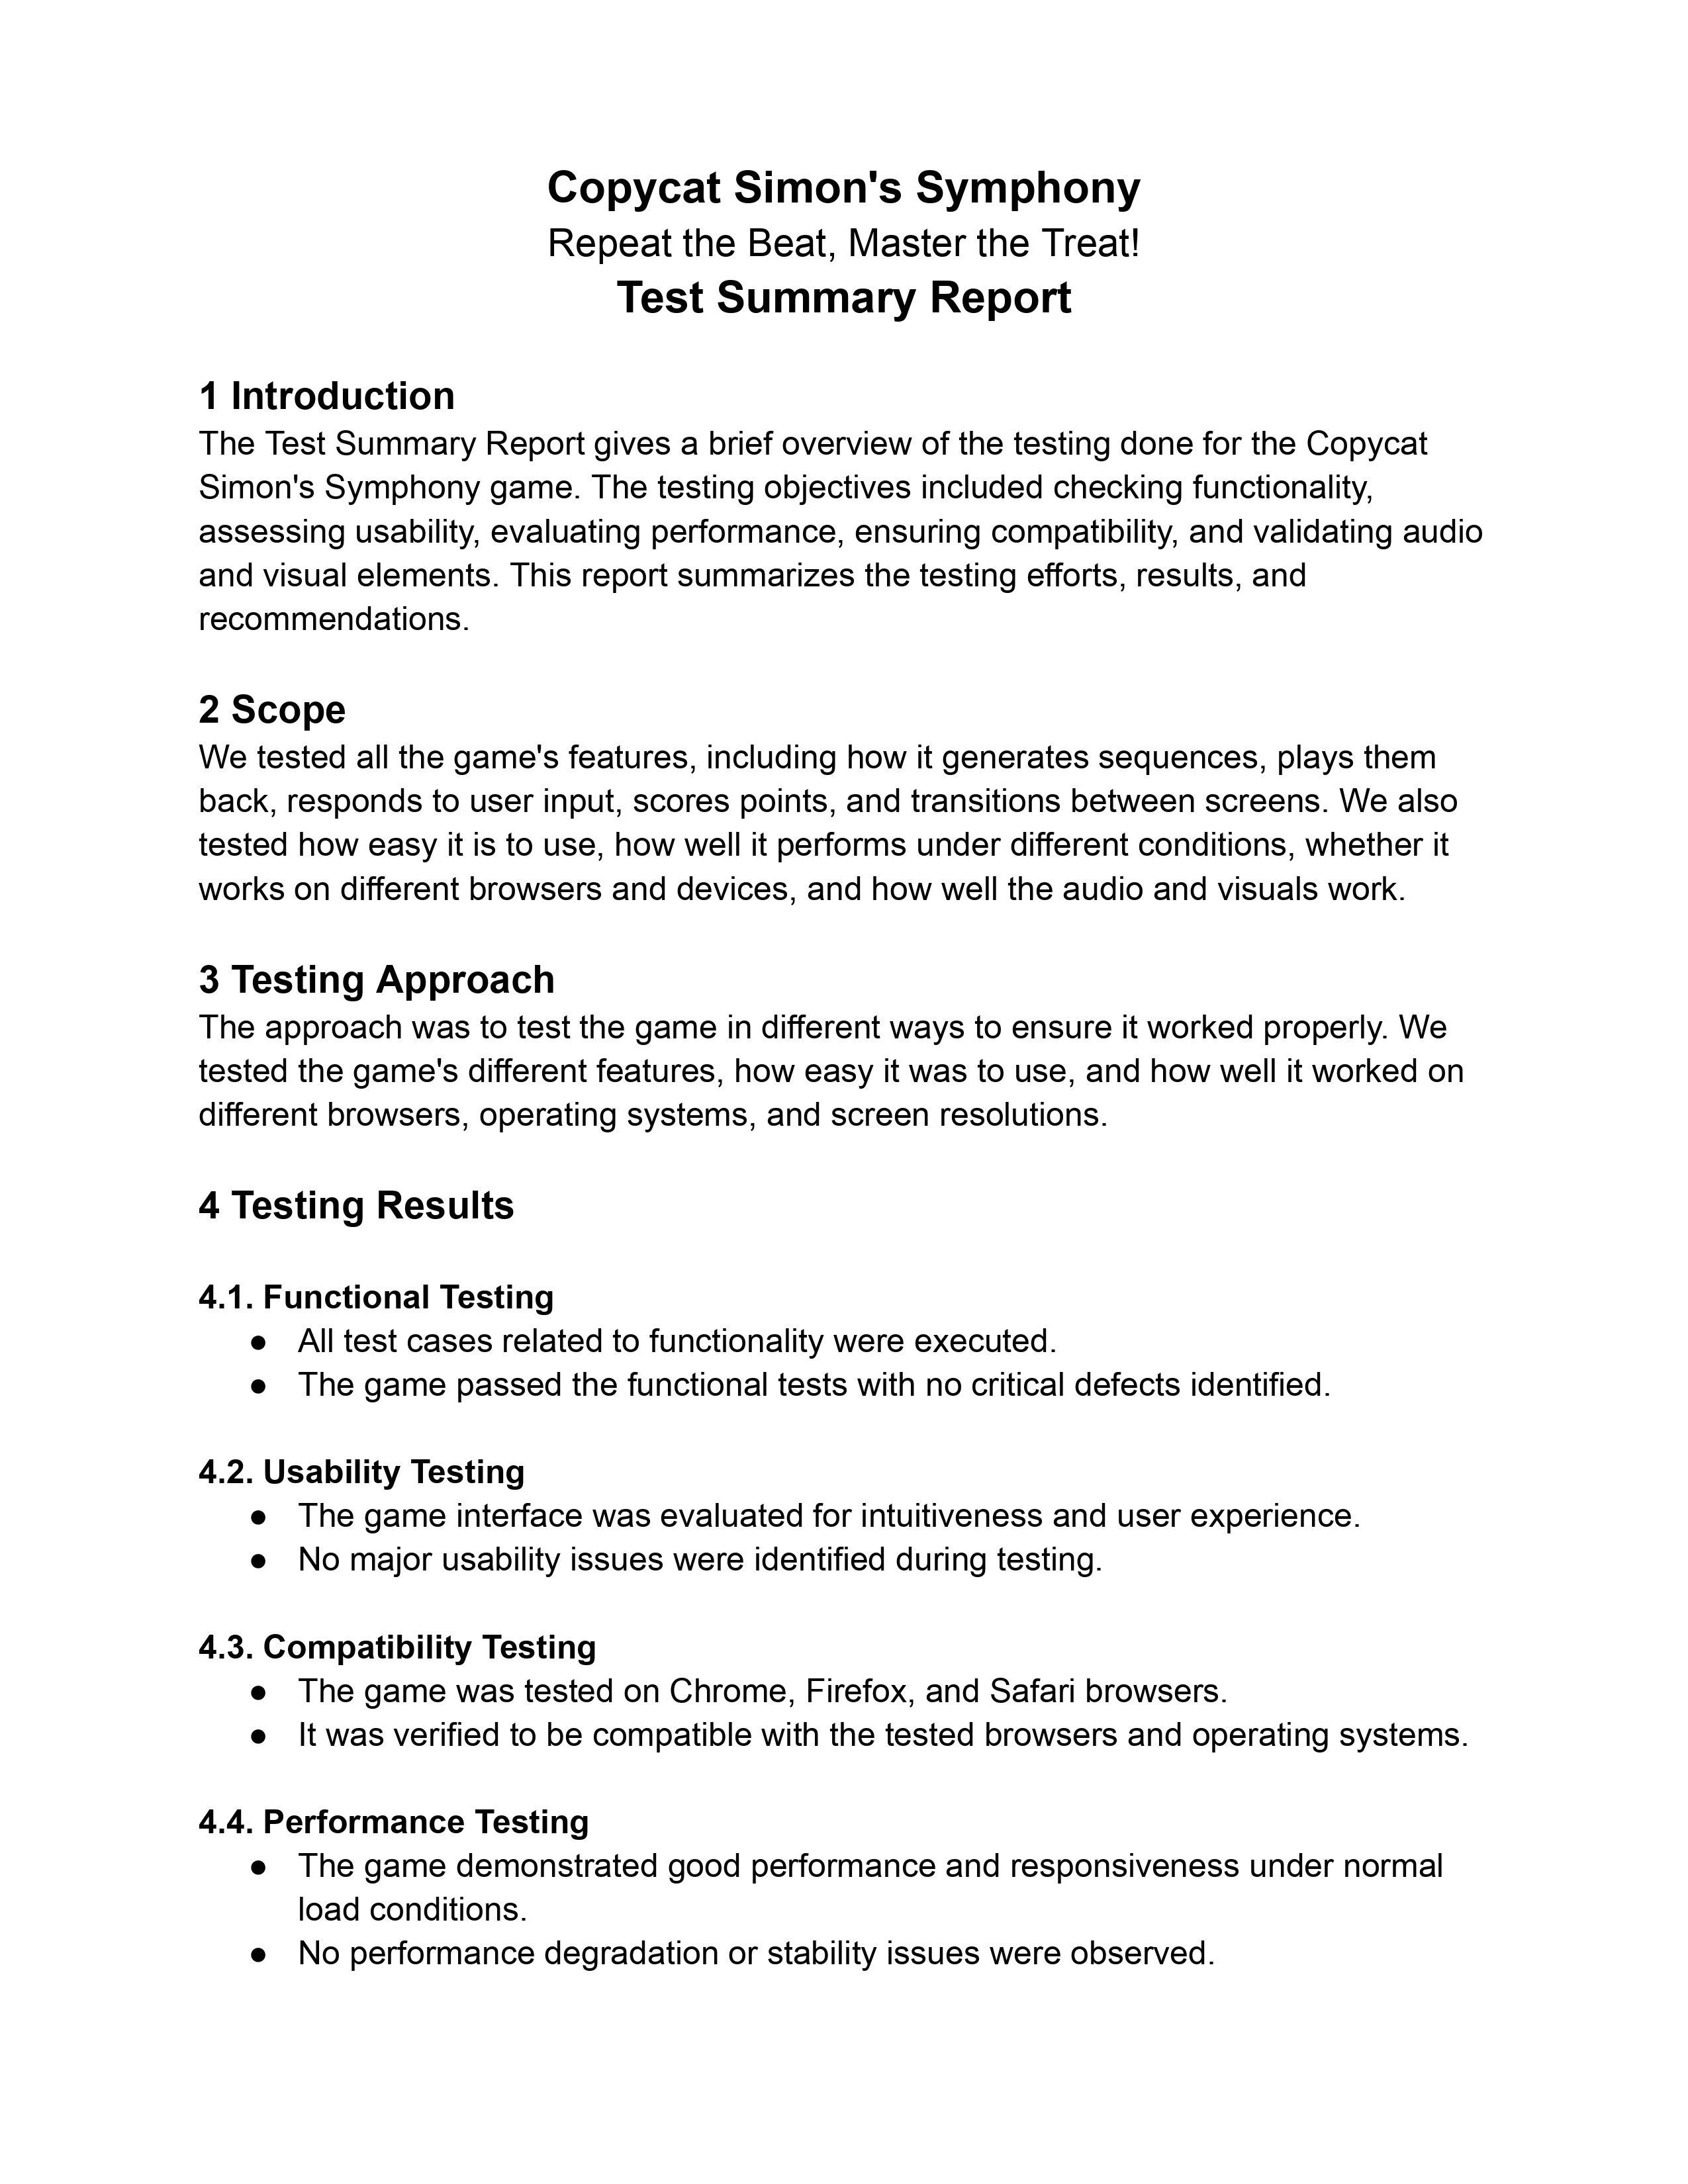 Copycat Simon's Symphony
Repeat the Beat, Master the Treat!
Test Summary Report
1 Introduction
The Test Summary Report gives a brief overview of the testing done for the Copycat
Simon's Symphony game. The testing objectives included checking functionality,
assessing usability, evaluating performance, ensuring compatibility, and validating audio
and visual elements. This report summarizes the testing efforts, results, and
recommendations.
2 Scope
We tested all the game's features, including how it generates sequences, plays them
back, responds to user input, scores points, and transitions between screens. We also
tested how easy it is to use, how well it performs under different conditions, whether it
works on different browsers and devices, and how well the audio and visuals work.
3 Testing Approach
The approach was to test the game in different ways to ensure it worked properly. We
tested the game's different features, how easy it was to use, and how well it worked on
different browsers, operating systems, and screen resolutions.
4 Testing Results
4.1. Functional Testing
● All test cases related to functionality were executed.
● The game passed the functional tests with no critical defects identified.
4.2. Usability Testing
● The game interface was evaluated for intuitiveness and user experience.
● No major usability issues were identified during testing.
4.3. Compatibility Testing
● The game was tested on Chrome, Firefox, and Safari browsers.
● It was verified to be compatible with the tested browsers and operating systems.
4.4. Performance Testing
● The game demonstrated good performance and responsiveness under normal
load conditions.
● No performance degradation or stability issues were observed.